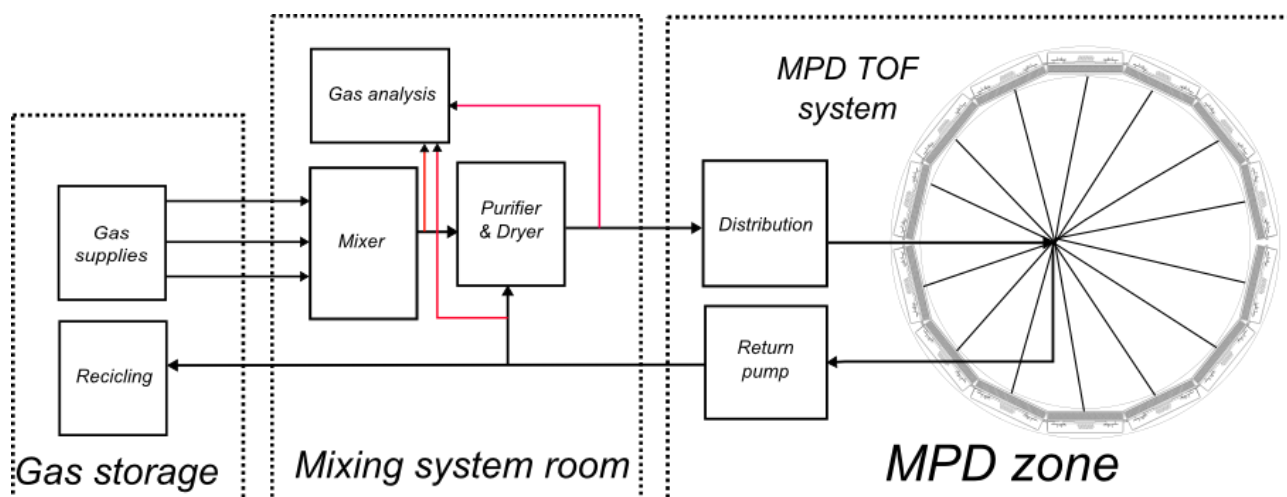 Gas analysis
MPD TOF
system
Gas
supplies
Mixer
Purifier
& Dryer
Distribution
Recicling
Return
pump
Gas storage
Mixing system room
MPD zone